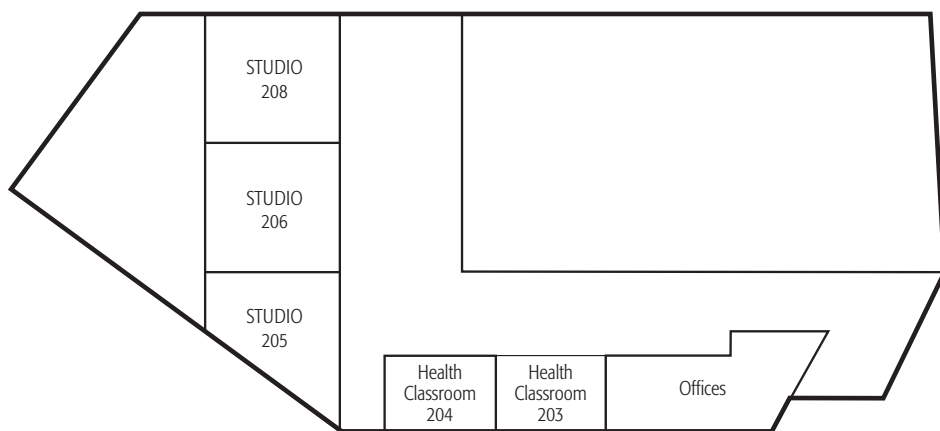 STUDIO
208
STUDIO
206
STUDIO
205
Health
Classroom
204
Health
Classroom
203
Offices